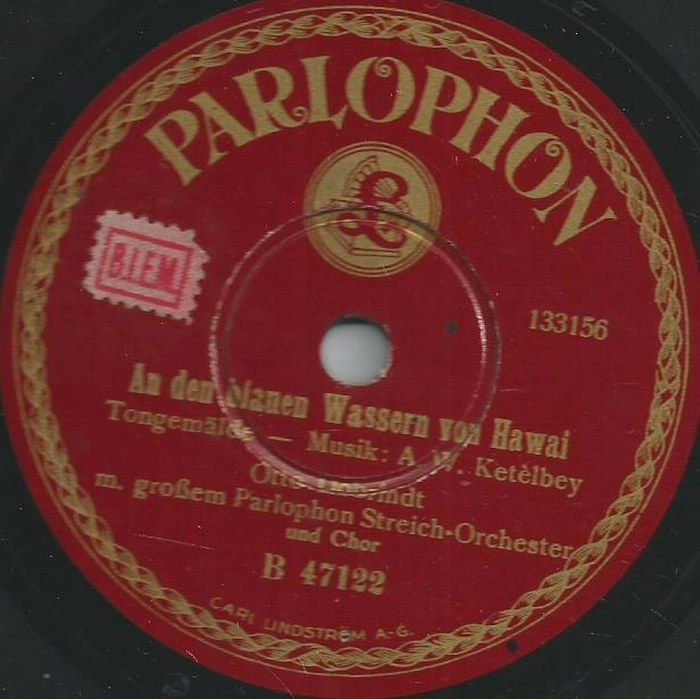 PARLOPHON
£
BIEM
133156
An den blauen Wassern von Hawai
Tongemälde — Musik: A. W. Ketèlbey
Otto Dobrindt
m. großem Parlophon Streich-Orchester
und Chor
B 47122
CARL LINDSTRÖM A.-G.